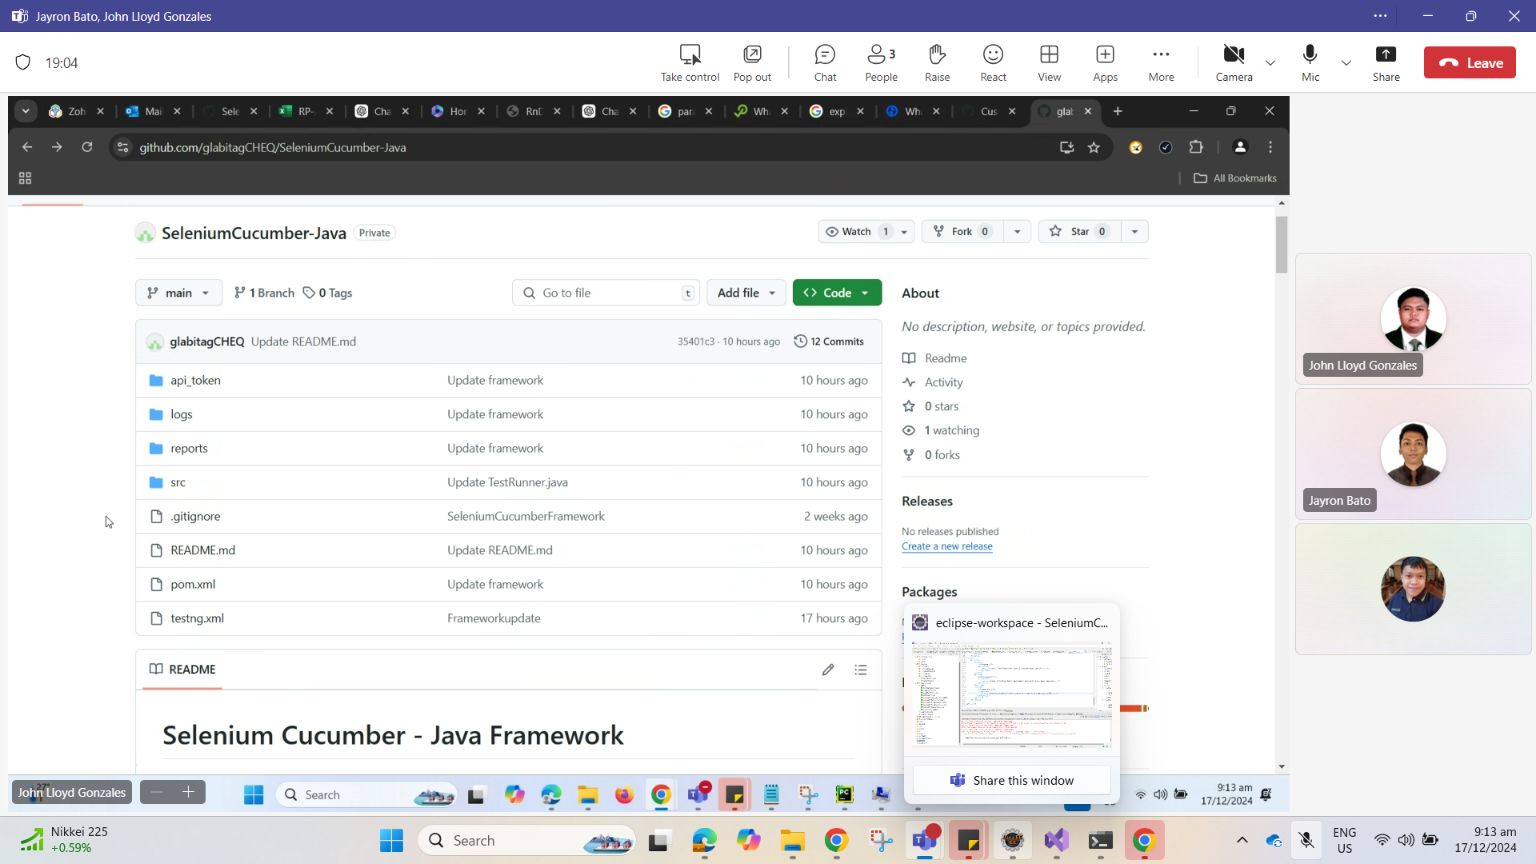 Jayron Bato, John Lloyd Gonzales
19:04
Take control
Pop out
Chat
3
People
Raise
React
View
Apps
More
Camera
Mic
Share
Leave
Zoh
Mai
Sele
RP-
Cha
Hor
Cha
par
Wh
exp
Wh
Cus
glat
github.com/glabitagCHEQ/SeleniumCucumber-Java
All Bookmarks
SeleniumCucumber-Java
Private
Watch 1
Fork 0
Star 0
main
1 Branch
0 Tags
Go to file
t
Add file
Code
glabitagCHEQ Update README.md
35401c3 · 10 hours ago
12 Commits
api_token Update framework 10 hours ago
logs Update framework 10 hours ago
reports Update framework 10 hours ago
src Update TestRunner.java 10 hours ago
.gitignore SeleniumCucumberFramework 2 weeks ago
README.md Update README.md 10 hours ago
pom.xml Update framework 10 hours ago
testng.xml Frameworkupdate 17 hours ago
README
Selenium Cucumber - Java Framework
About
No description, website, or topics provided.
Readme
Activity
0 stars
1 watching
0 forks
Releases
No releases published
Create a new release
Packages
eclipse-workspace - SeleniumC...
Share this window
John Lloyd Gonzales
Jayron Bato
John Lloyd Gonzales
Search
9:13 am
17/12/2024
Nikkei 225
+0.59%
Search
ENG
US
9:13 am
17/12/2024